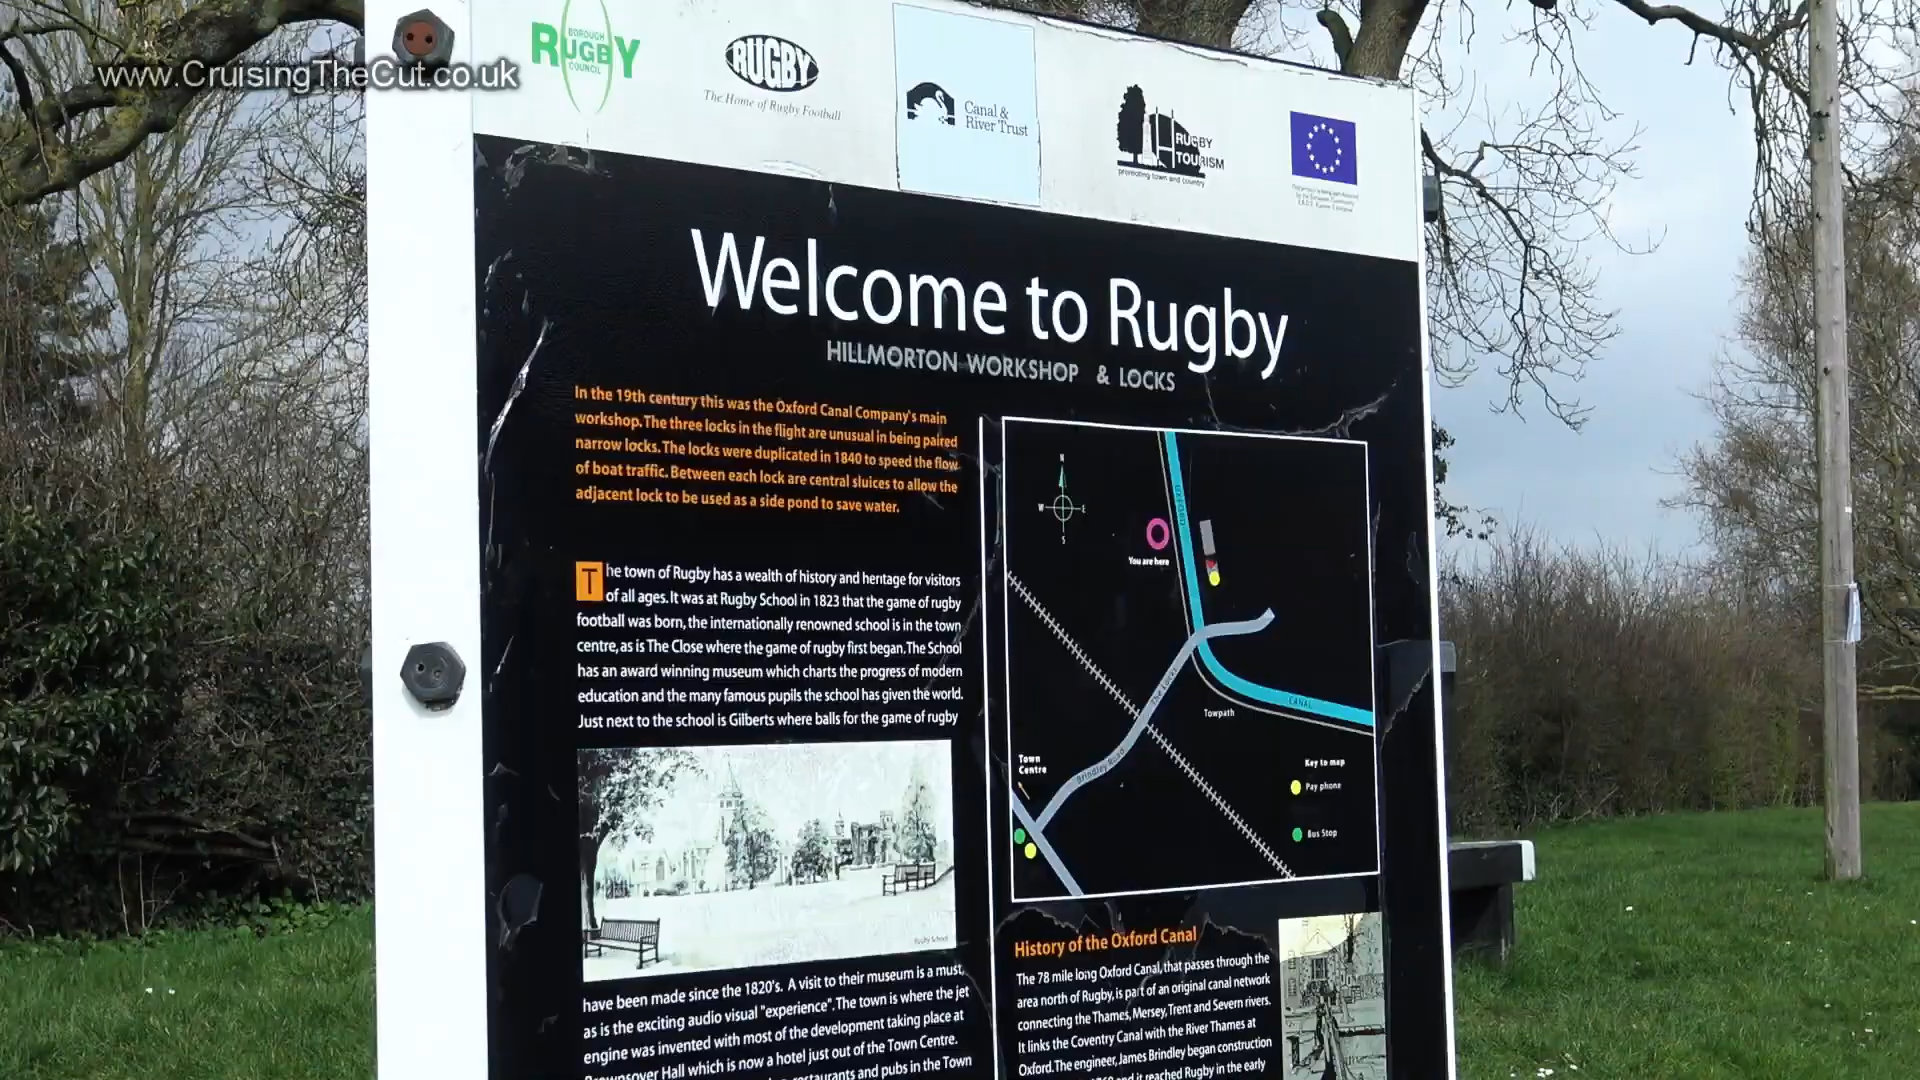 www.CruisingTheCut.co.uk
BOROUGH
RUGBY
COUNCIL
RUGBY
The Home of Rugby Football
Canal &
River Trust
RUGBY
TOURISM
promoting town and country
Welcome to Rugby
HILLMORTON WORKSHOP & LOCKS
In the 19th century this was the Oxford Canal Company's main
workshop. The three locks in the flight are unusual in being paired
narrow locks. The locks were duplicated in 1840 to speed the flow
of boat traffic. Between each lock are central sluices to allow the
adjacent lock to be used as a side pond to save water.
The town of Rugby has a wealth of history and heritage for visitors
of all ages. It was at Rugby School in 1823 that the game of rugby
football was born, the internationally renowned school is in the town
centre, as is The Close where the game of rugby first began. The School
has an award winning museum which charts the progress of modern
education and the many famous pupils the school has given the world.
Just next to the school is Gilberts where balls for the game of rugby
Rugby School
have been made since the 1820's. A visit to their museum is a must,
as is the exciting audio visual "experience". The town is where the jet
engine was invented with most of the development taking place at
Brownsover Hall which is now a hotel just out of the Town Centre.
restaurants and pubs in the Town
N
W E
S
OXFORD
You are here
The Locks
CANAL
Towpath
Brindley Road
Town
Centre
Key to map
Pay phone
Bus Stop
History of the Oxford Canal
The 78 mile long Oxford Canal, that passes through the
area north of Rugby, is part of an original canal network
connecting the Thames, Mersey, Trent and Severn rivers.
It links the Coventry Canal with the River Thames at
Oxford. The engineer, James Brindley began construction
and it reached Rugby in the early